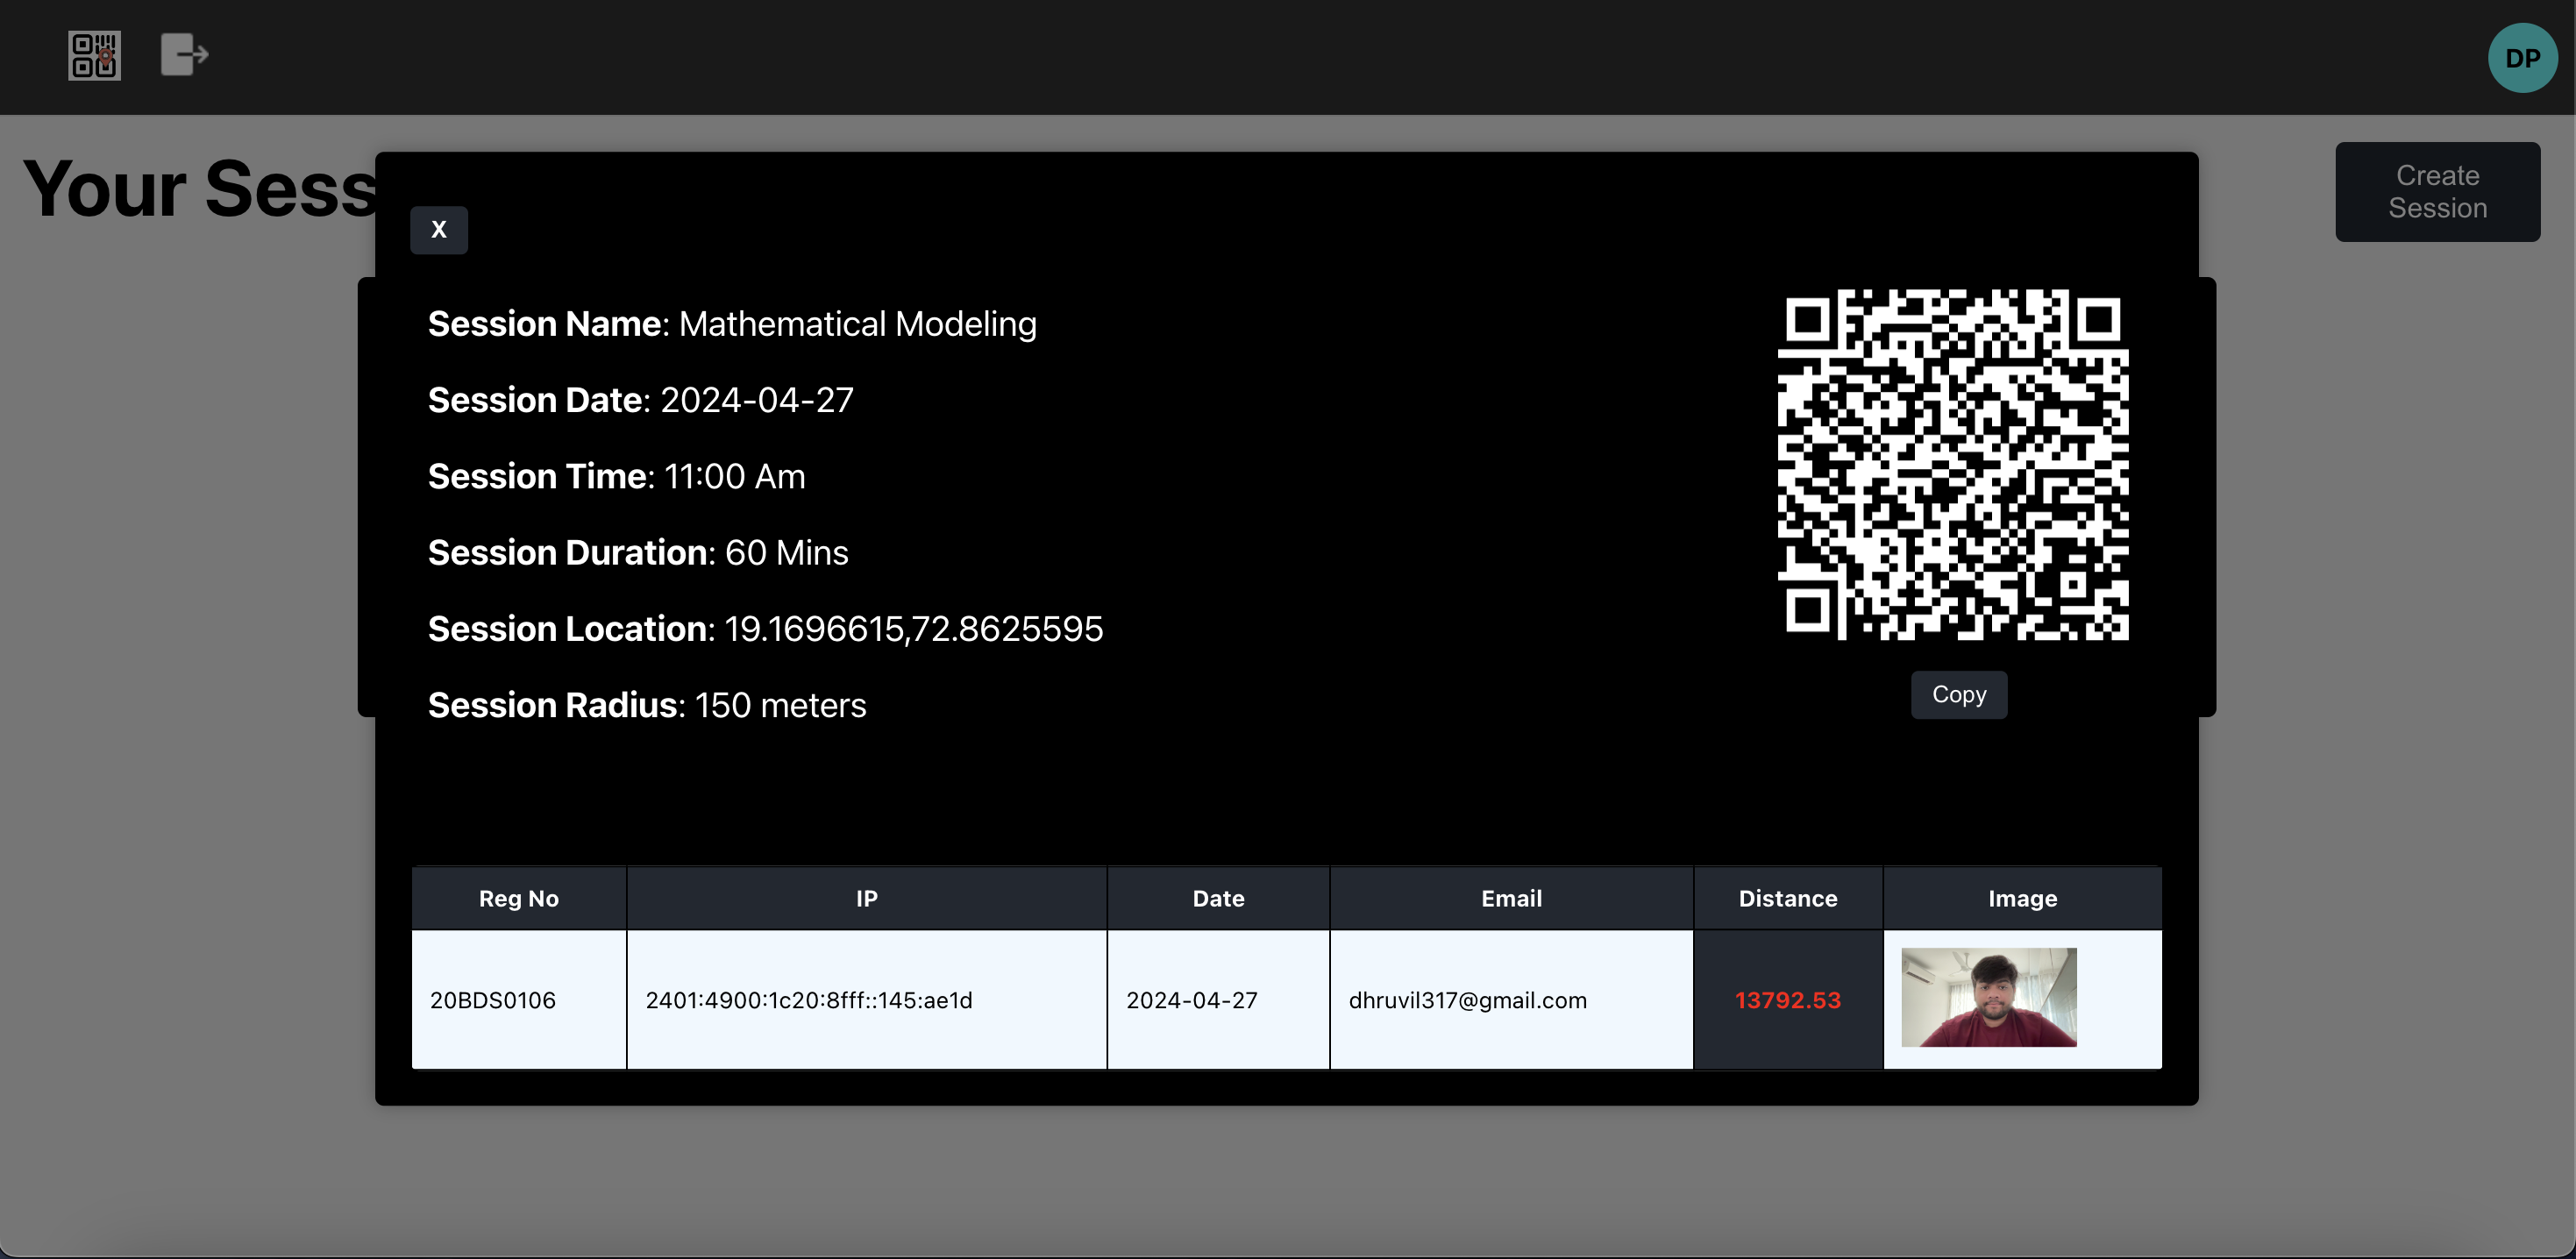 DP
Your Sess
Create
Session
X
Session Name: Mathematical Modeling
Session Date: 2024-04-27
Session Time: 11:00 Am
Session Duration: 60 Mins
Session Location: 19.1696615,72.8625595
Session Radius: 150 meters
Copy
Reg No IP Date Email Distance Image
20BDS0106 2401:4900:1c20:8fff::145:ae1d 2024-04-27 dhruvil317@gmail.com 13792.53